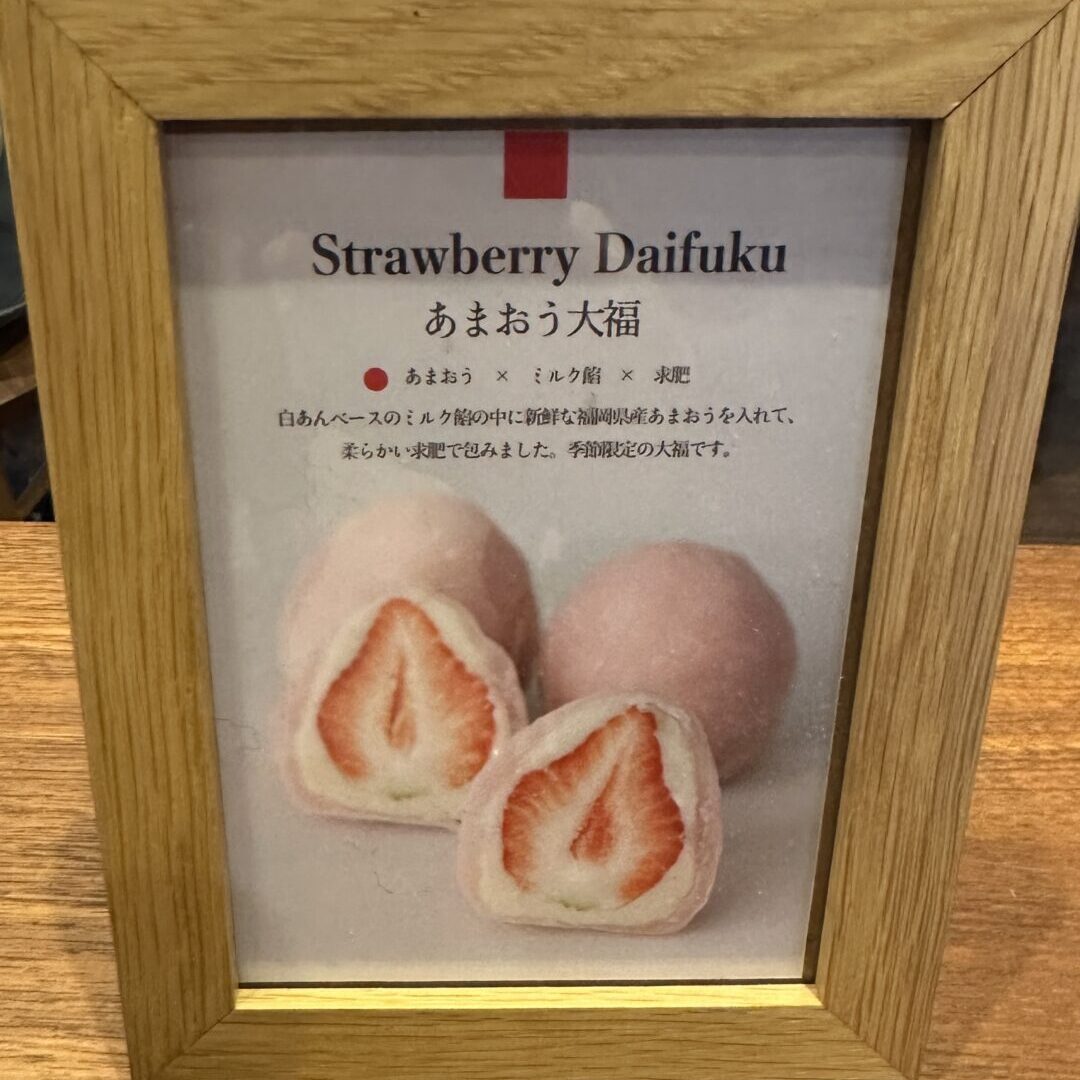 Strawberry Daifuku
あまおう大福
あまおう × ミルク餡 × 求肥
白あんベースのミルク餡の中に新鮮な福岡県産あまおうを入れて、
柔らかい求肥で包みました。季節限定の大福です。